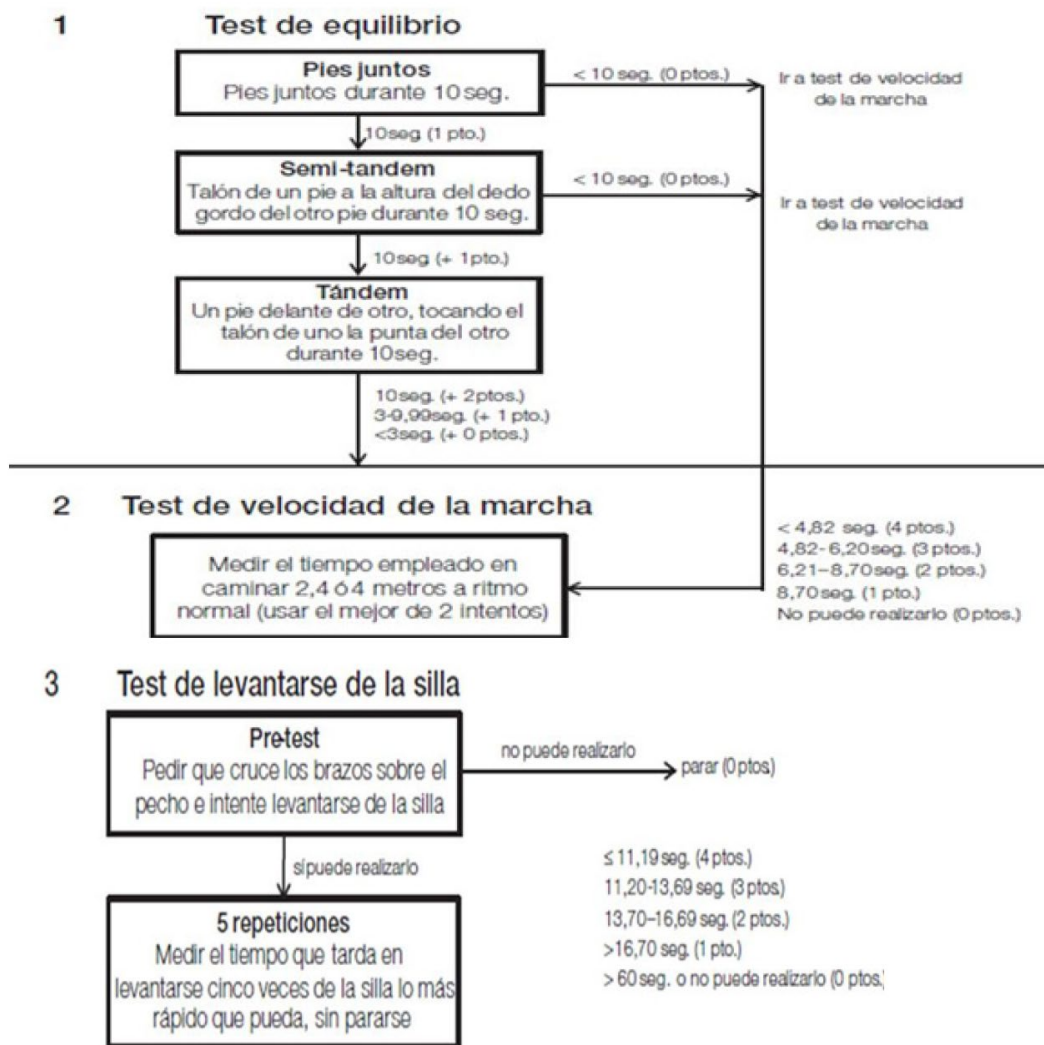 1 Test de equilibrio
Pies juntos
Pies juntos durante 10 seg.
< 10 seg. (0 ptos.)
Ir a test de velocidad
de la marcha
10seg (1 pto.)
Semi-tandem
Talón de un pie a la altura del dedo
gordo del otro pie durante 10 seg.
< 10 seg. (0 ptos.)
Ir a test de velocidad
de la marcha
10seg (+ 1pto.)
Tándem
Un pie delante de otro, tocando el
talón de uno la punta del otro
durante 10seg.
10seg. (+ 2ptos.)
3-9,99seg. (+ 1 pto.)
<3seg. (+ 0 ptos.)
2 Test de velocidad de la marcha
Medir el tiempo empleado en
caminar 2,4 ó 4 metros a ritmo
normal (usar el mejor de 2 intentos)
< 4,82 seg. (4 ptos.)
4,82-6,20seg. (3 ptos.)
6,21–8,70seg. (2 ptos.)
8,70seg. (1 pto.)
No puede realizarlo (0ptos.)
3 Test de levantarse de la silla
Pre-test
Pedir que cruce los brazos sobre el
pecho e intente levantarse de la silla
no puede realizarlo
parar (0 ptos.)
sí puede realizarlo
5 repeticiones
Medir el tiempo que tarda en
levantarse cinco veces de la silla lo más
rápido que pueda, sin pararse
≤ 11,19 seg. (4 ptos.)
11,20-13,69 seg. (3 ptos.)
13,70–16,69 seg. (2 ptos.)
>16,70 seg. (1 pto.)
> 60 seg. o no puede realizarlo (0 ptos.)